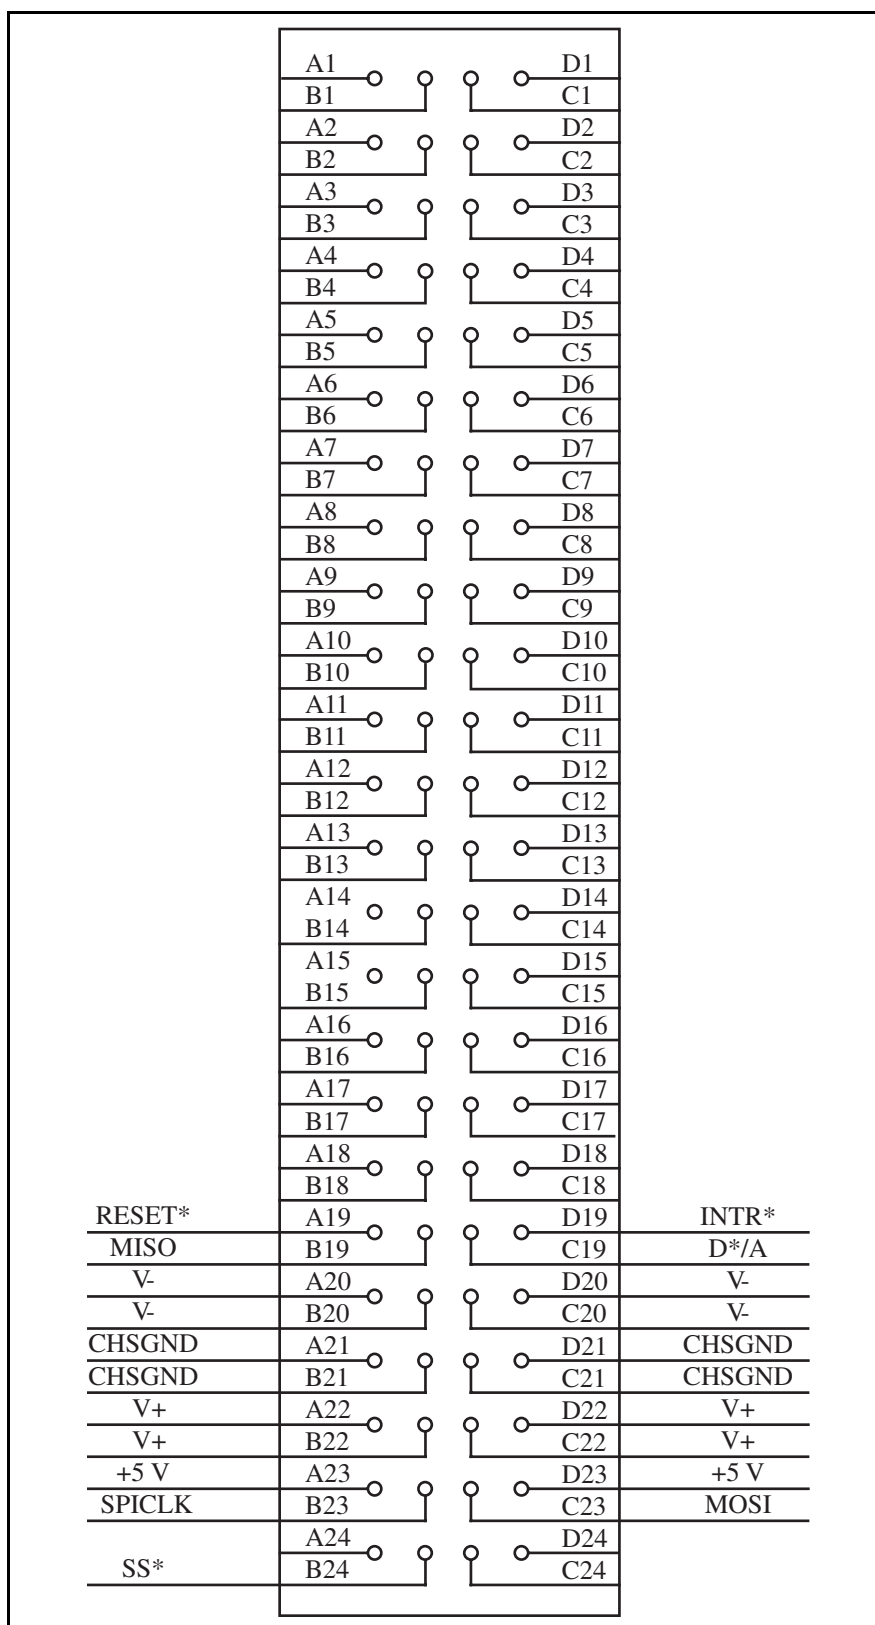 A1 D1
B1 C1
A2 D2
B2 C2
A3 D3
B3 C3
A4 D4
B4 C4
A5 D5
B5 C5
A6 D6
B6 C6
A7 D7
B7 C7
A8 D8
B8 C8
A9 D9
B9 C9
A10 D10
B10 C10
A11 D11
B11 C11
A12 D12
B12 C12
A13 D13
B13 C13
A14 D14
B14 C14
A15 D15
B15 C15
A16 D16
B16 C16
A17 D17
B17 C17
A18 D18
B18 C18
RESET* A19 D19 INTR*
MISO B19 C19 D*/A
V- A20 D20 V-
V- B20 C20 V-
CHSGND A21 D21 CHSGND
CHSGND B21 C21 CHSGND
V+ A22 D22 V+
V+ B22 C22 V+
+5 V A23 D23 +5 V
SPICLK B23 C23 MOSI
A24 D24
SS* B24 C24